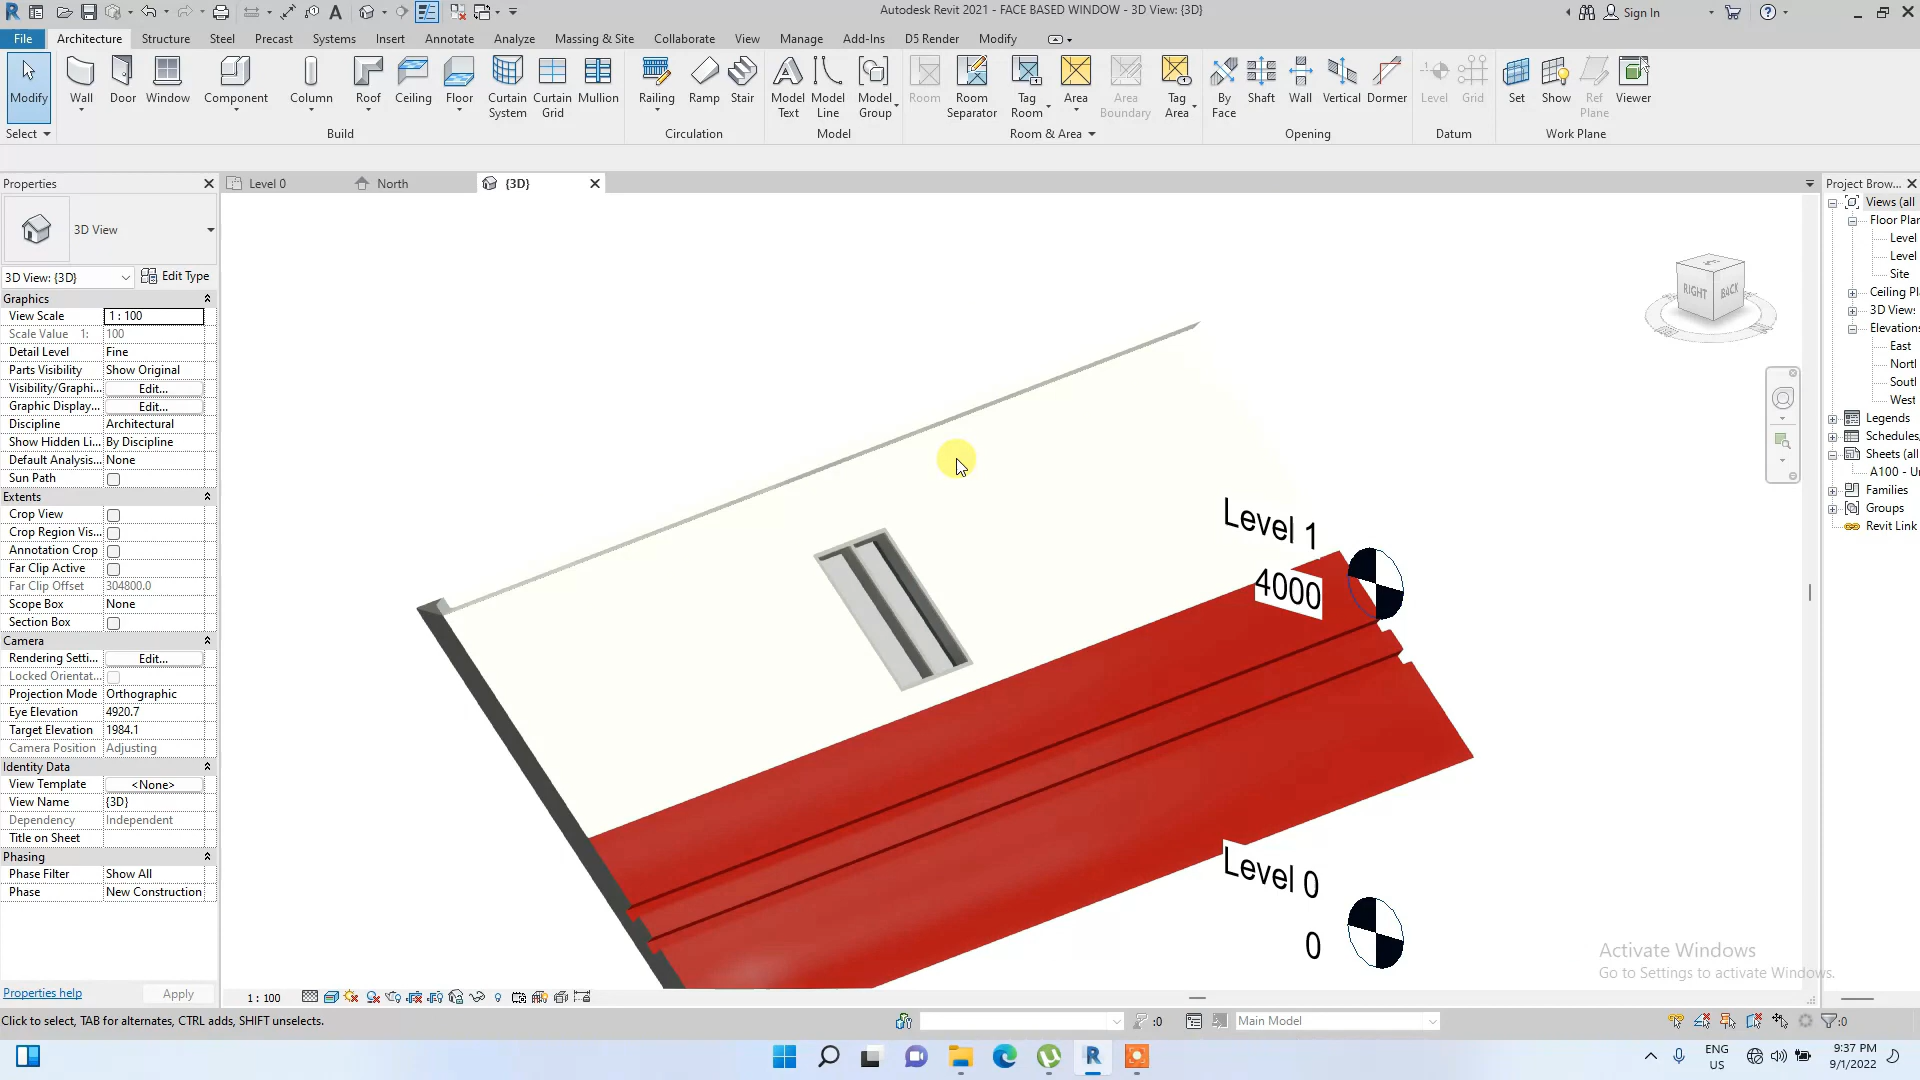 Autodesk Revit 2021 - FACE BASED WINDOW - 3D View: {3D}
Sign In
File Architecture Structure Steel Precast Systems Insert Annotate Analyze Massing & Site Collaborate View Manage Add-Ins D5 Render Modify
Modify Wall Door Window Component Column Roof Ceiling Floor Curtain System Curtain Grid Mullion Railing Ramp Stair Model Text Model Line Model Group Room Room Separator Tag Room Area Area Boundary Tag Area By Face Shaft Wall Vertical Dormer Level Grid Set Show Ref Plane Viewer
Select Build Circulation Model Room & Area Opening Datum Work Plane
Properties
Level 0
North
{3D}
Project Brow...
3D View
3D View: {3D}
Edit Type
Graphics
View Scale 1 : 100
Scale Value 1: 100
Detail Level Fine
Parts Visibility Show Original
Visibility/Graphi... Edit...
Graphic Display... Edit...
Discipline Architectural
Show Hidden Li... By Discipline
Default Analysis... None
Sun Path
Extents
Crop View
Crop Region Vis...
Annotation Crop
Far Clip Active
Far Clip Offset 304800.0
Scope Box None
Section Box
Camera
Rendering Setti... Edit...
Locked Orientat...
Projection Mode Orthographic
Eye Elevation 4920.7
Target Elevation 1984.1
Camera Position Adjusting
Identity Data
View Template <None>
View Name {3D}
Dependency Independent
Title on Sheet
Phasing
Phase Filter Show All
Phase New Construction
Properties help
Apply
RIGHT BACK
Level 1
4000
Level 0
0
Views (all
Floor Plan
Level
Level
Site
Ceiling Pl
3D Views
Elevations
East
North
South
West
Legends
Schedules,
Sheets (all
A100 - U
Families
Groups
Revit Link
Activate Windows
Go to Settings to activate Windows.
1 : 100
Click to select, TAB for alternates, CTRL adds, SHIFT unselects.
:0
Main Model
:0
ENG
US
9:37 PM
9/1/2022